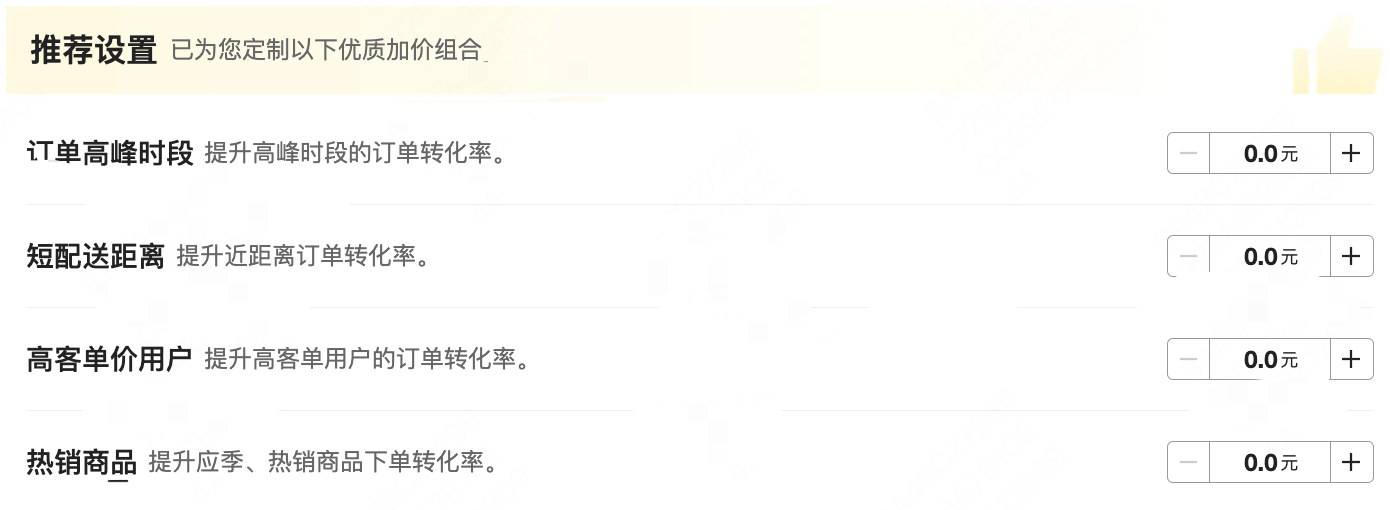 推荐设置 已为您定制以下优质加价组合
订单高峰时段 提升高峰时段的订单转化率。 － 0.0元 ＋
短配送距离 提升近距离订单转化率。 － 0.0元 ＋
高客单价用户 提升高客单用户的订单转化率。 － 0.0元 ＋
热销商品 提升应季、热销商品下单转化率。 － 0.0元 ＋